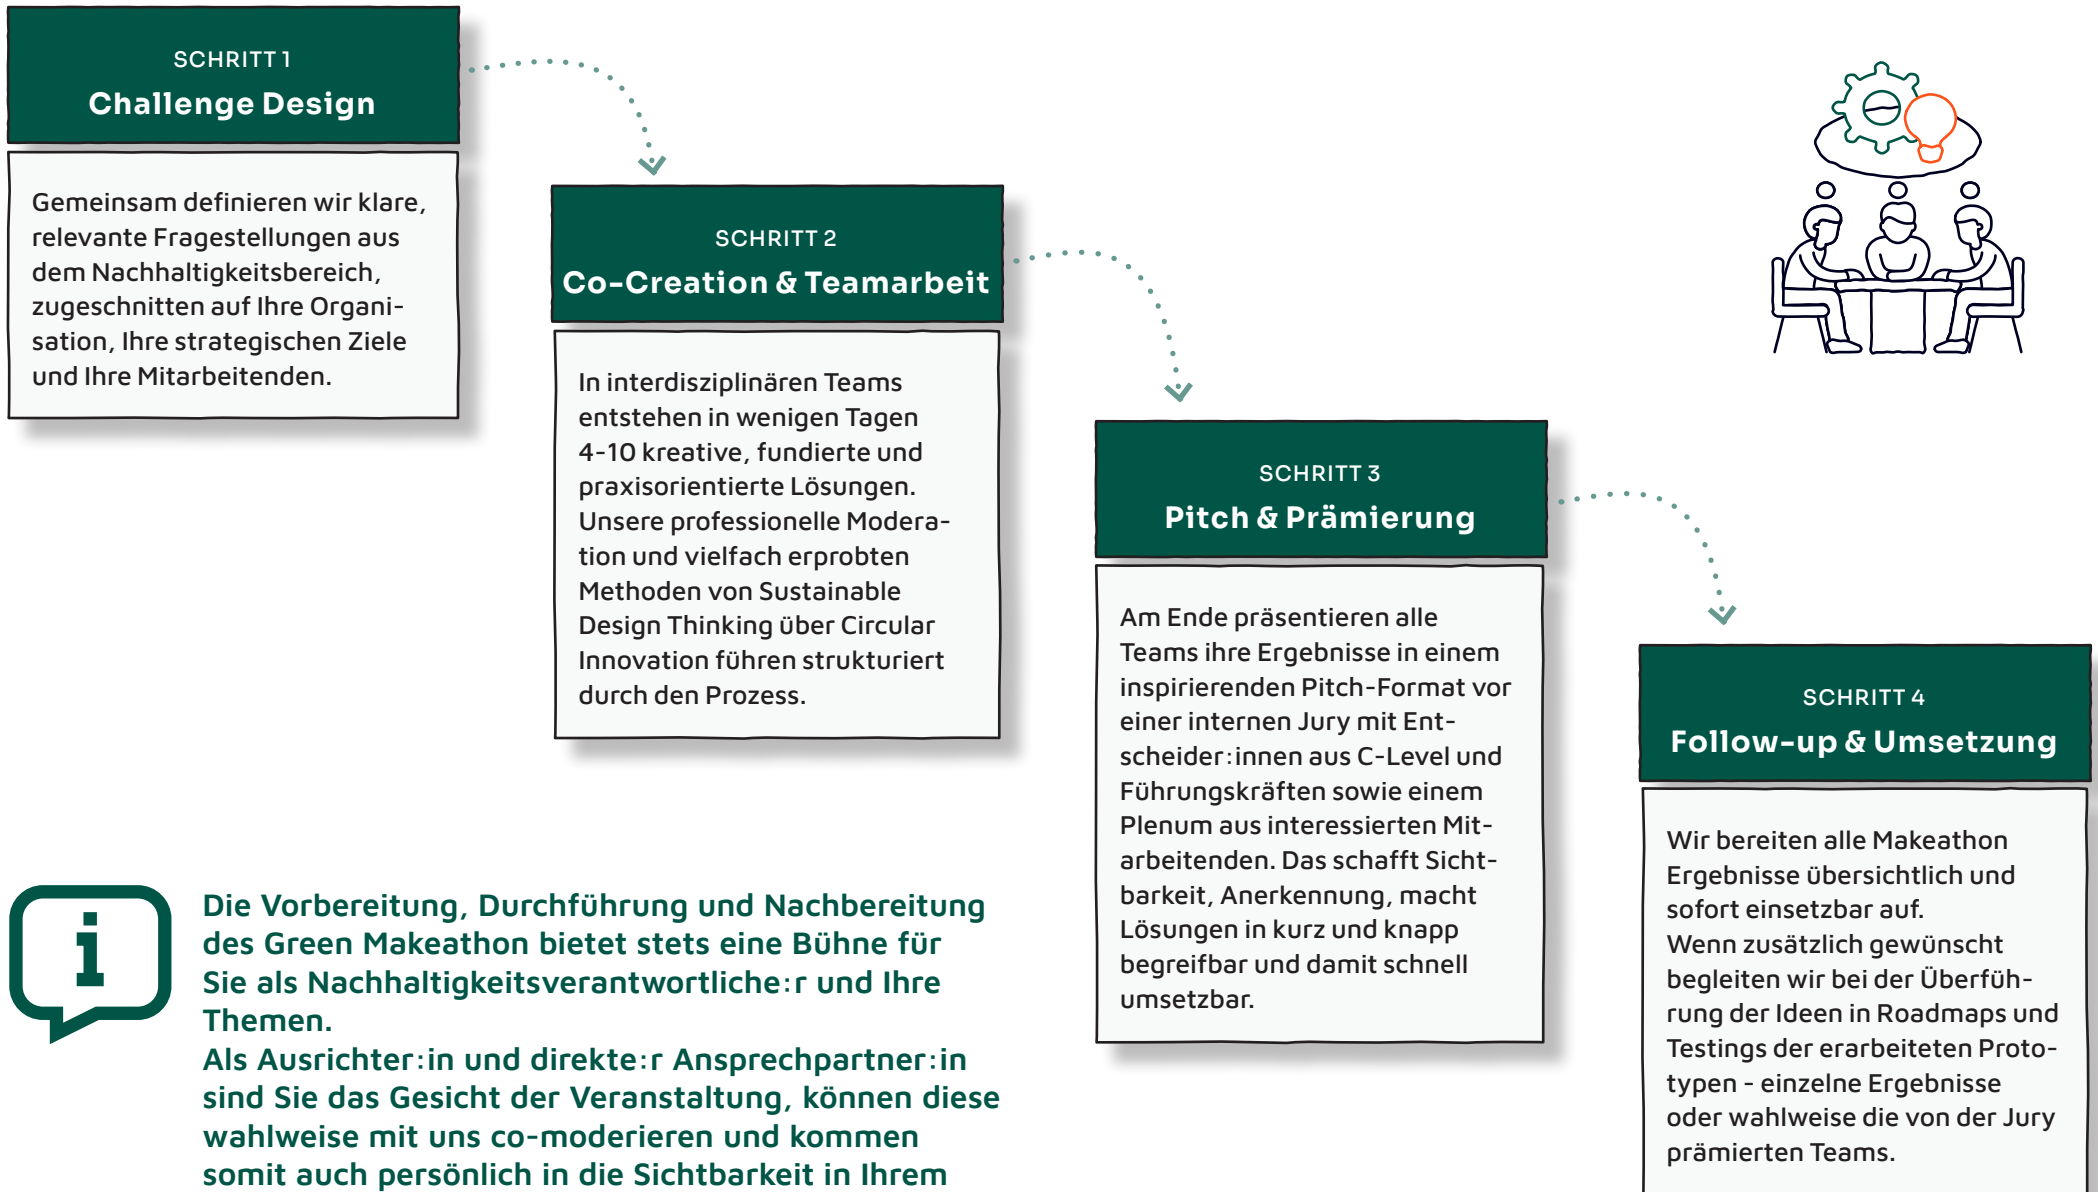 SCHRITT 1
Challenge Design
Gemeinsam definieren wir klare,
relevante Fragestellungen aus
dem Nachhaltigkeitsbereich,
zugeschnitten auf Ihre Organi-
sation, Ihre strategischen Ziele
und Ihre Mitarbeitenden.
SCHRITT 2
Co-Creation & Teamarbeit
In interdisziplinären Teams
entstehen in wenigen Tagen
4-10 kreative, fundierte und
praxisorientierte Lösungen.
Unsere professionelle Modera-
tion und vielfach erprobten
Methoden von Sustainable
Design Thinking über Circular
Innovation führen strukturiert
durch den Prozess.
SCHRITT 3
Pitch & Prämierung
Am Ende präsentieren alle
Teams ihre Ergebnisse in einem
inspirierenden Pitch-Format vor
einer internen Jury mit Ent-
scheider:innen aus C-Level und
Führungskräften sowie einem
Plenum aus interessierten Mit-
arbeitenden. Das schafft Sicht-
barkeit, Anerkennung, macht
Lösungen in kurz und knapp
begreifbar und damit schnell
umsetzbar.
SCHRITT 4
Follow-up & Umsetzung
Wir bereiten alle Makeathon
Ergebnisse übersichtlich und
sofort einsetzbar auf.
Wenn zusätzlich gewünscht
begleiten wir bei der Überfüh-
rung der Ideen in Roadmaps und
Testings der erarbeiteten Proto-
typen - einzelne Ergebnisse
oder wahlweise die von der Jury
prämierten Teams.
i
Die Vorbereitung, Durchführung und Nachbereitung
des Green Makeathon bietet stets eine Bühne für
Sie als Nachhaltigkeitsverantwortliche:r und Ihre
Themen.
Als Ausrichter:in und direkte:r Ansprechpartner:in
sind Sie das Gesicht der Veranstaltung, können diese
wahlweise mit uns co-moderieren und kommen
somit auch persönlich in die Sichtbarkeit in Ihrem